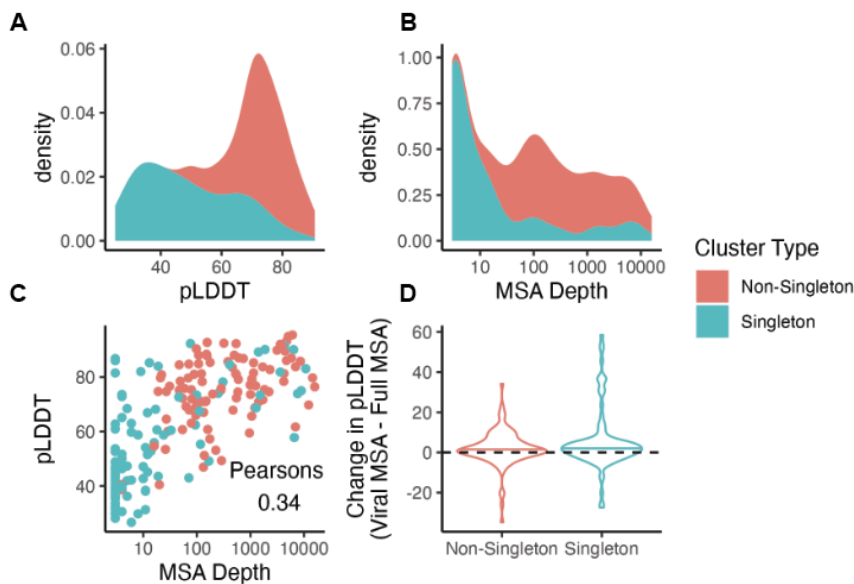 A
0.06
0.04
0.02
0.00
density
40
60
80
pLDDT
B
1.00
0.75
0.50
0.25
0.00
density
10
100
1000
10000
MSA Depth
Cluster Type
Non-Singleton
Singleton
C
80
60
40
pLDDT
Pearsons
0.34
10
100
1000
10000
MSA Depth
D
60
40
20
0
-20
Change in pLDDT
(Viral MSA - Full MSA)
Non-Singleton
Singleton